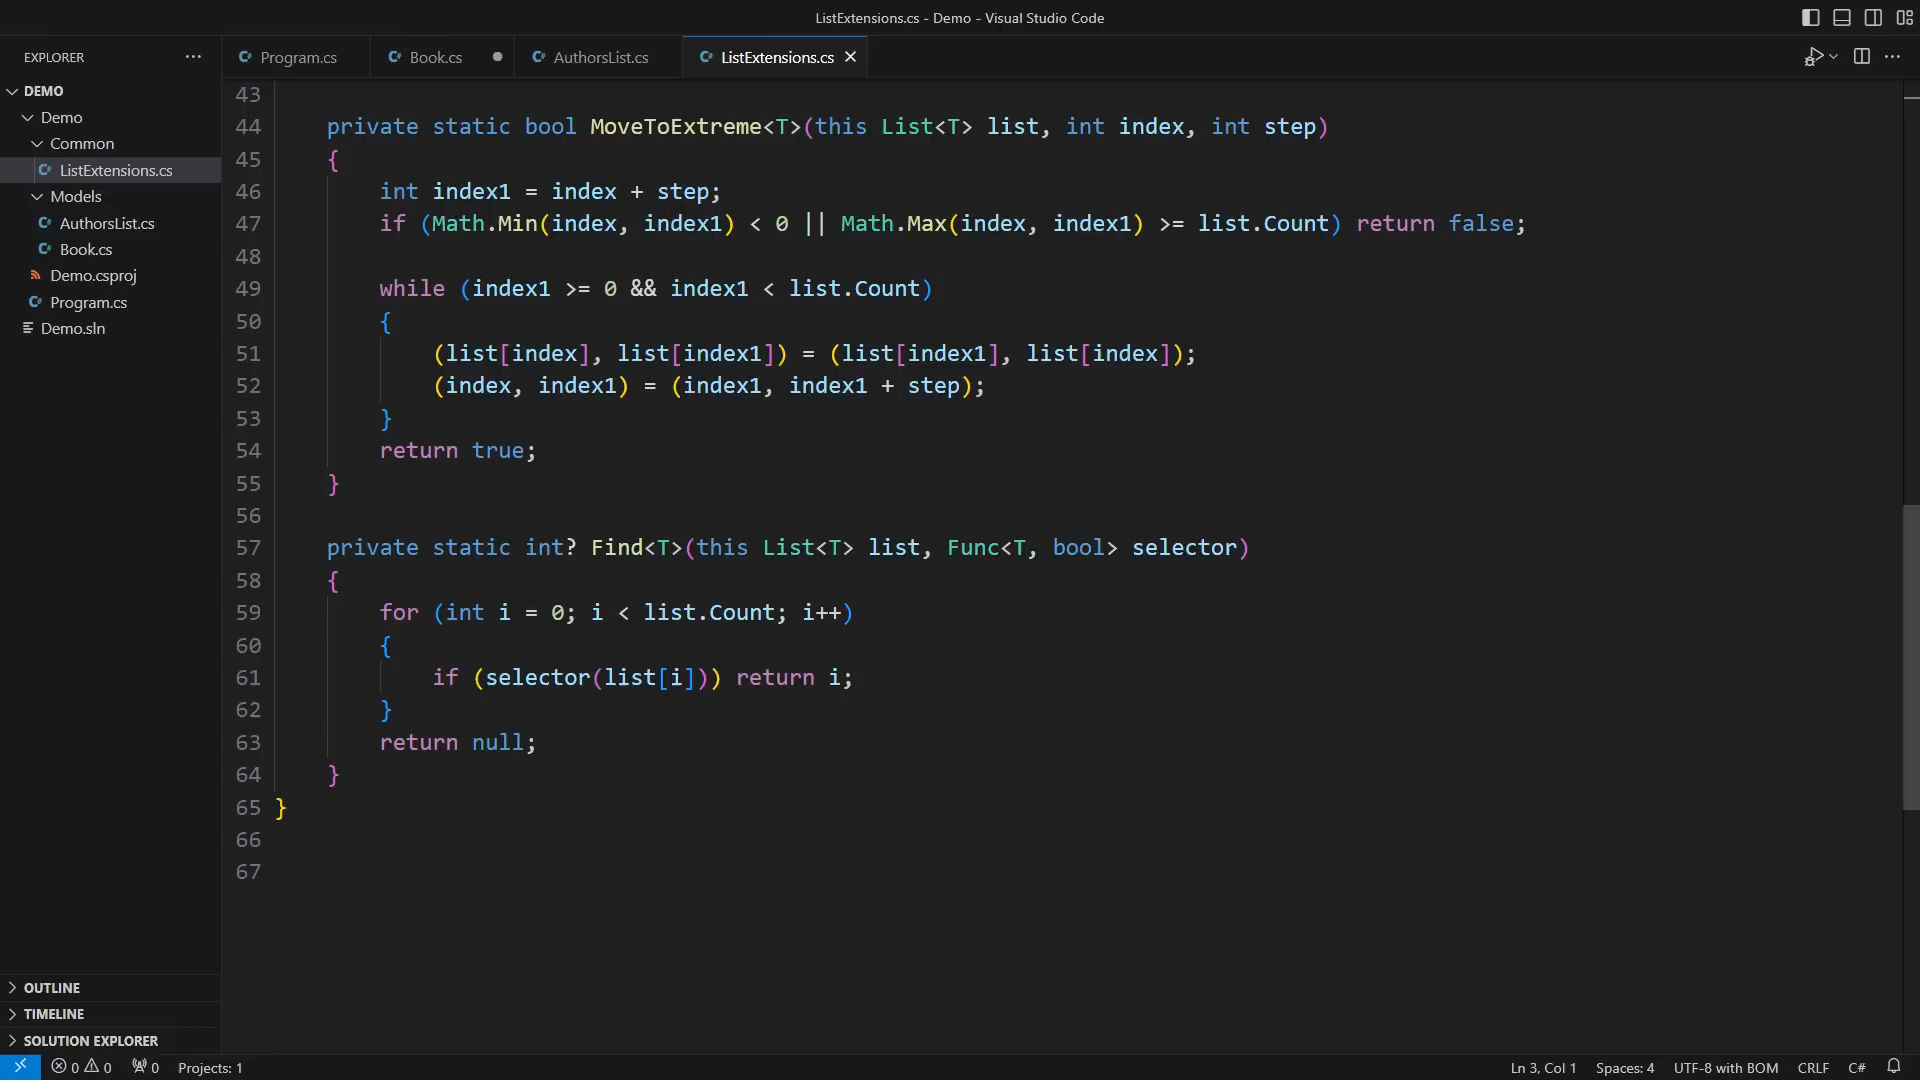 ListExtensions.cs - Demo - Visual Studio Code
EXPLORER
Program.cs
Book.cs
AuthorsList.cs
ListExtensions.cs
DEMO
Demo
Common
ListExtensions.cs
Models
AuthorsList.cs
Book.cs
Demo.csproj
Program.cs
Demo.sln
43
44 private static bool MoveToExtreme<T>(this List<T> list, int index, int step)
45 {
46 int index1 = index + step;
47 if (Math.Min(index, index1) < 0 || Math.Max(index, index1) >= list.Count) return false;
48
49 while (index1 >= 0 && index1 < list.Count)
50 {
51 (list[index], list[index1]) = (list[index1], list[index]);
52 (index, index1) = (index1, index1 + step);
53 }
54 return true;
55 }
56
57 private static int? Find<T>(this List<T> list, Func<T, bool> selector)
58 {
59 for (int i = 0; i < list.Count; i++)
60 {
61 if (selector(list[i])) return i;
62 }
63 return null;
64 }
65 }
66
67
OUTLINE
TIMELINE
SOLUTION EXPLORER
0 0 0 Projects: 1
Ln 3, Col 1 Spaces: 4 UTF-8 with BOM CRLF C#